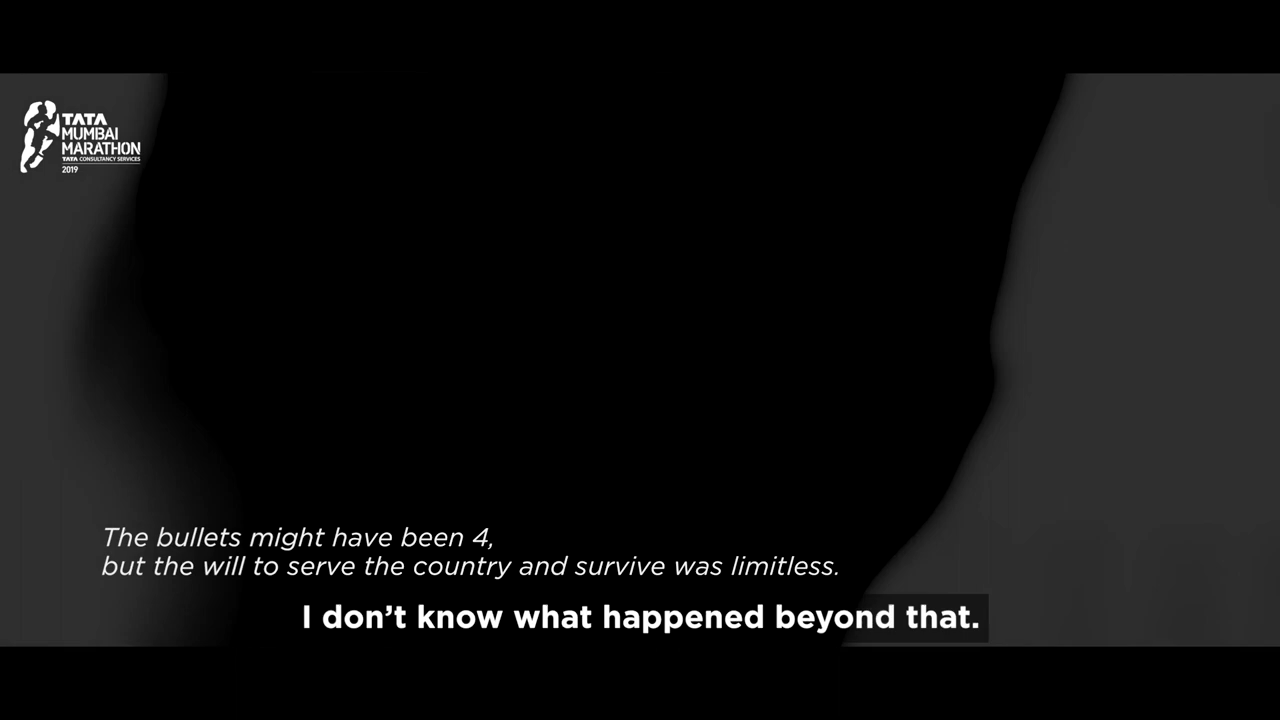 TATA
MUMBAI
MARATHON
TATA CONSULTANCY SERVICES
2019
The bullets might have been 4,
but the will to serve the country and survive was limitless.
I don’t know what happened beyond that.